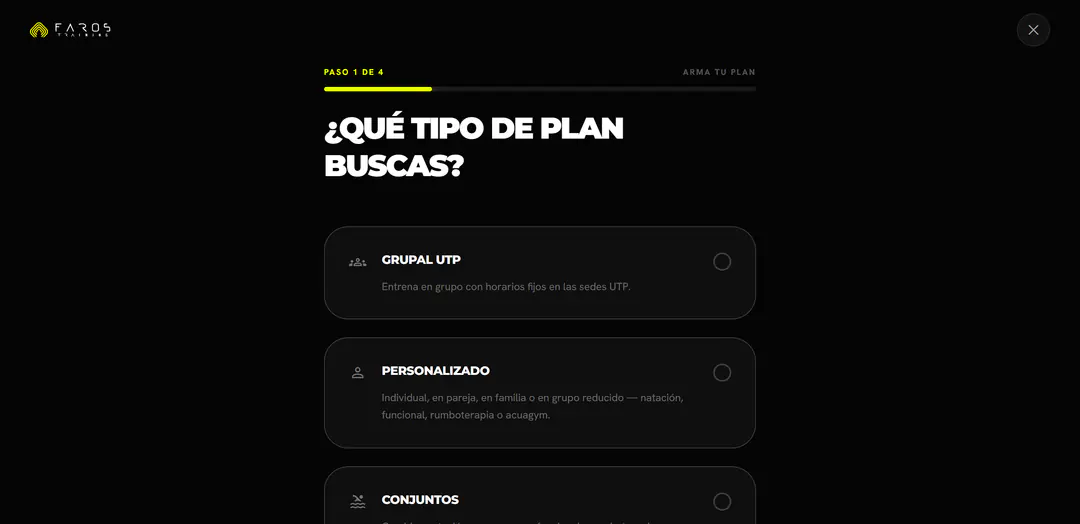 FAROS
TRAINING
PASO 1 DE 4
ARMA TU PLAN
¿QUÉ TIPO DE PLAN
BUSCAS?
GRUPAL UTP
Entrena en grupo con horarios fijos en las sedes UTP.
PERSONALIZADO
Individual, en pareja, en familia o en grupo reducido — natación,
funcional, rumboterapia o acuagym.
CONJUNTOS